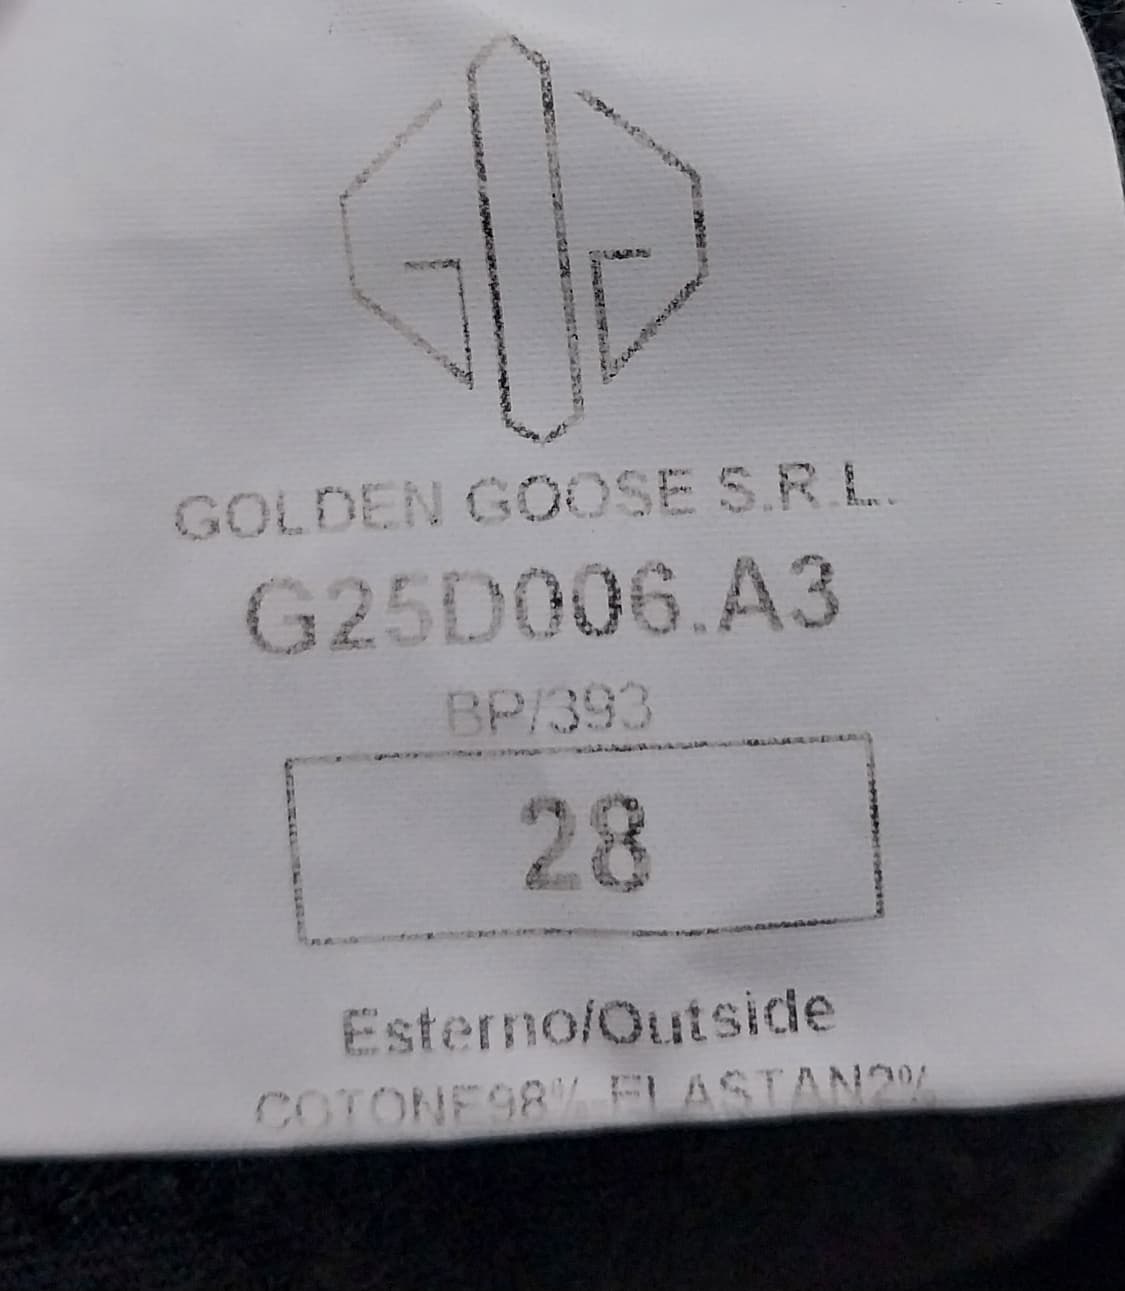 GOLDEN GOOSE S.R.L.
G25D006.A3
BP/393
28
Esterno/Outside
COTONE98% ELASTAN2%